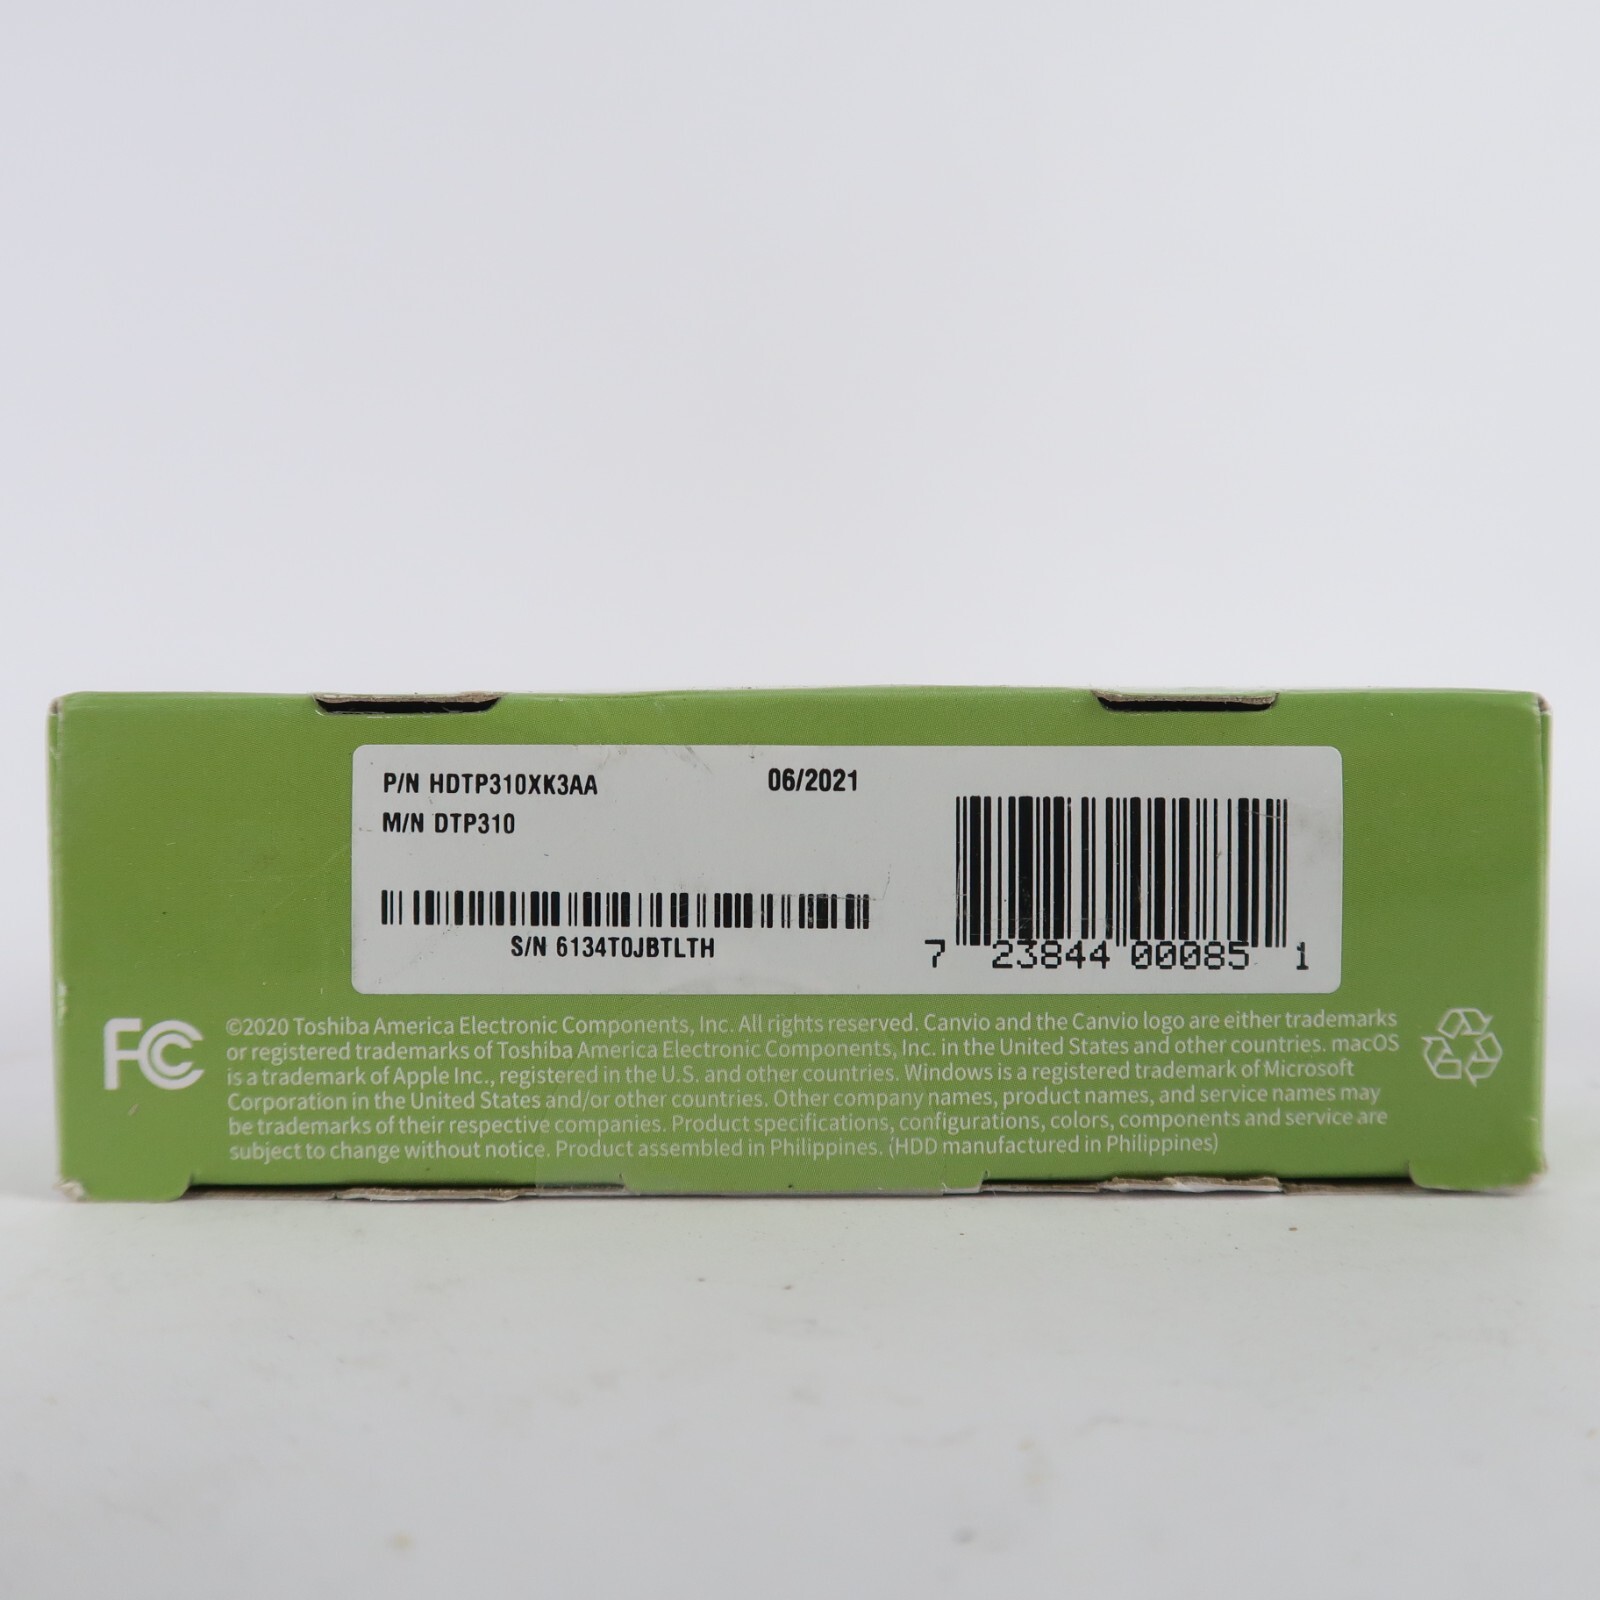 P/N HDTP310XK3AA 06/2021
M/N DTP310
S/N 6134T0JBTLTH
7 23844 00085 1
FC
©2020 Toshiba America Electronic Components, Inc. All rights reserved. Canvio and the Canvio logo are either trademarks
or registered trademarks of Toshiba America Electronic Components, Inc. in the United States and other countries. macOS
is a trademark of Apple Inc., registered in the U.S. and other countries. Windows is a registered trademark of Microsoft
Corporation in the United States and/or other countries. Other company names, product names, and service names may
be trademarks of their respective companies. Product specifications, configurations, colors, components and service are
subject to change without notice. Product assembled in Philippines. (HDD manufactured in Philippines)